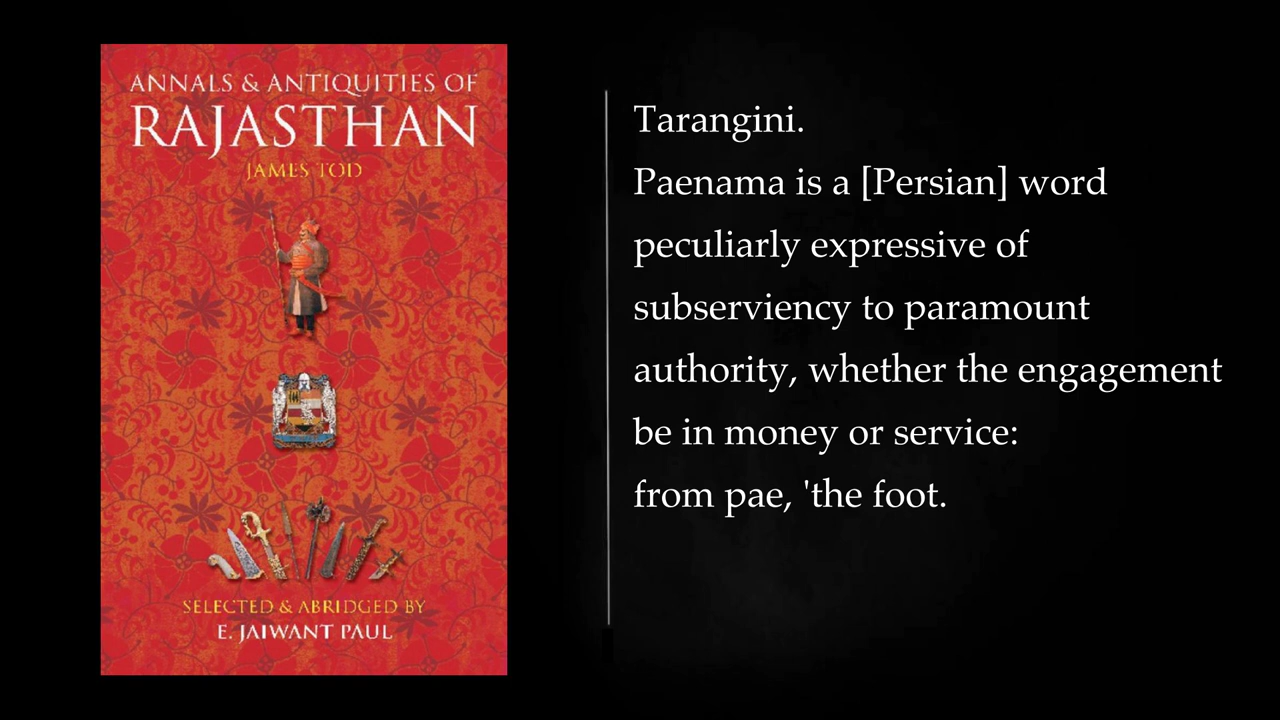 ANNALS & ANTIQUITIES OF
RAJASTHAN
JAMES TOD
SELECTED & ABRIDGED BY
E. JAIWANT PAUL
Tarangini.
Paenama is a [Persian] word
peculiarly expressive of
subserviency to paramount
authority, whether the engagement
be in money or service:
from pae, 'the foot.